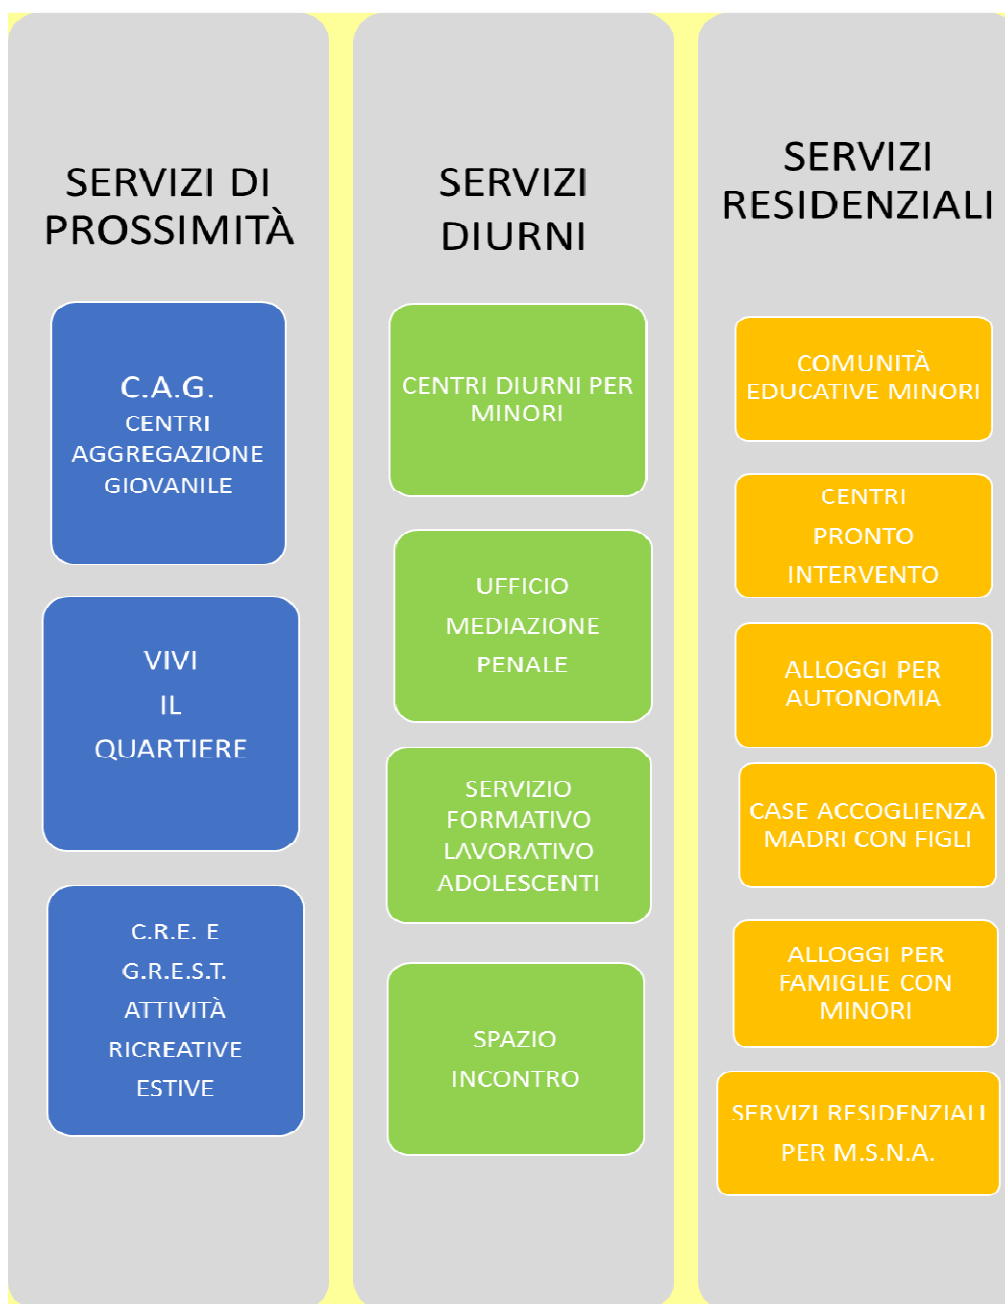 SERVIZI DI
PROSSIMITÀ
C.A.G.
CENTRI
AGGREGAZIONE
GIOVANILE
VIVI
IL
QUARTIERE
C.R.E. E
G.R.E.S.T.
ATTIVITÀ
RICREATIVE
ESTIVE
SERVIZI
DIURNI
CENTRI DIURNI PER
MINORI
UFFICIO
MEDIAZIONE
PENALE
SERVIZIO
FORMATIVO
LAVORATIVO
ADOLESCENTI
SPAZIO
INCONTRO
SERVIZI
RESIDENZIALI
COMUNITÀ
EDUCATIVE MINORI
CENTRI
PRONTO
INTERVENTO
ALLOGGI PER
AUTONOMIA
CASE ACCOGLIENZA
MADRI CON FIGLI
ALLOGGI PER
FAMIGLIE CON
MINORI
SERVIZI RESIDENZIALI
PER M.S.N.A.